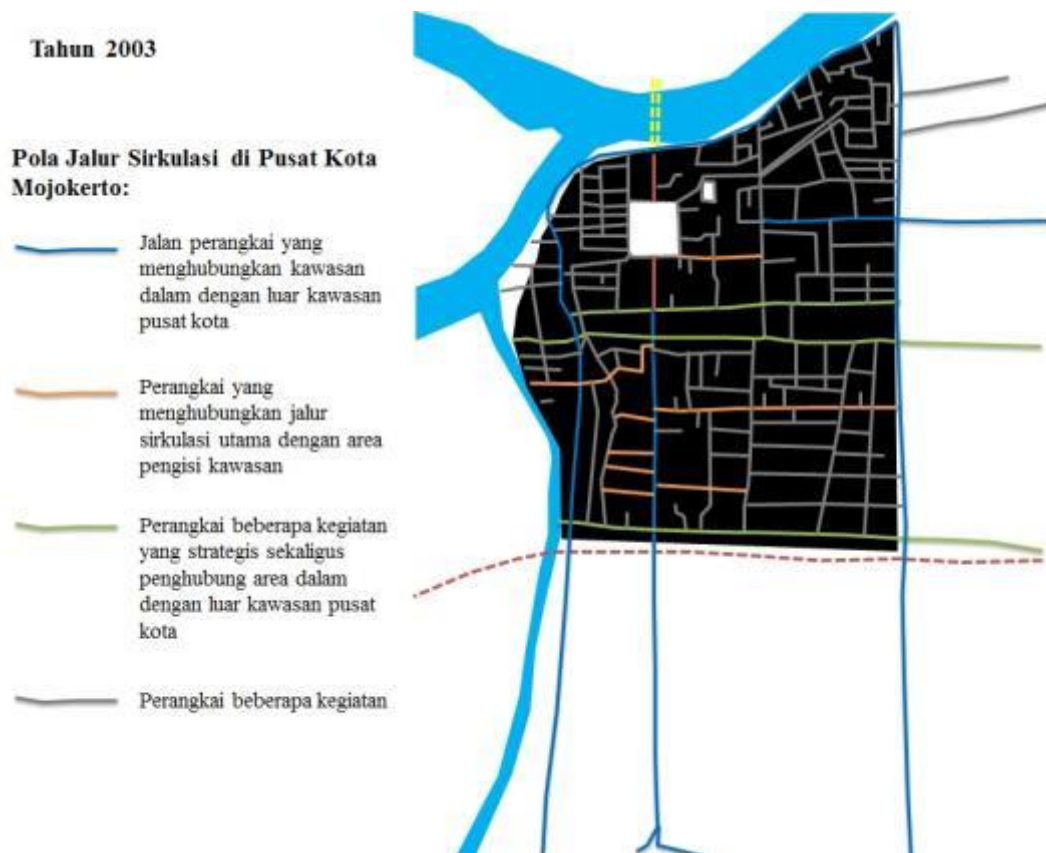 Tahun 2003
Pola Jalur Sirkulasi di Pusat Kota
Mojokerto:
Jalan perangkai yang
menghubungkan kawasan
dalam dengan luar kawasan
pusat kota
Perangkai yang
menghubungkan jalur
sirkulasi utama dengan area
pengisi kawasan
Perangkai beberapa kegiatan
yang strategis sekaligus
penghubung area dalam
dengan luar kawasan pusat
kota
Perangkai beberapa kegiatan